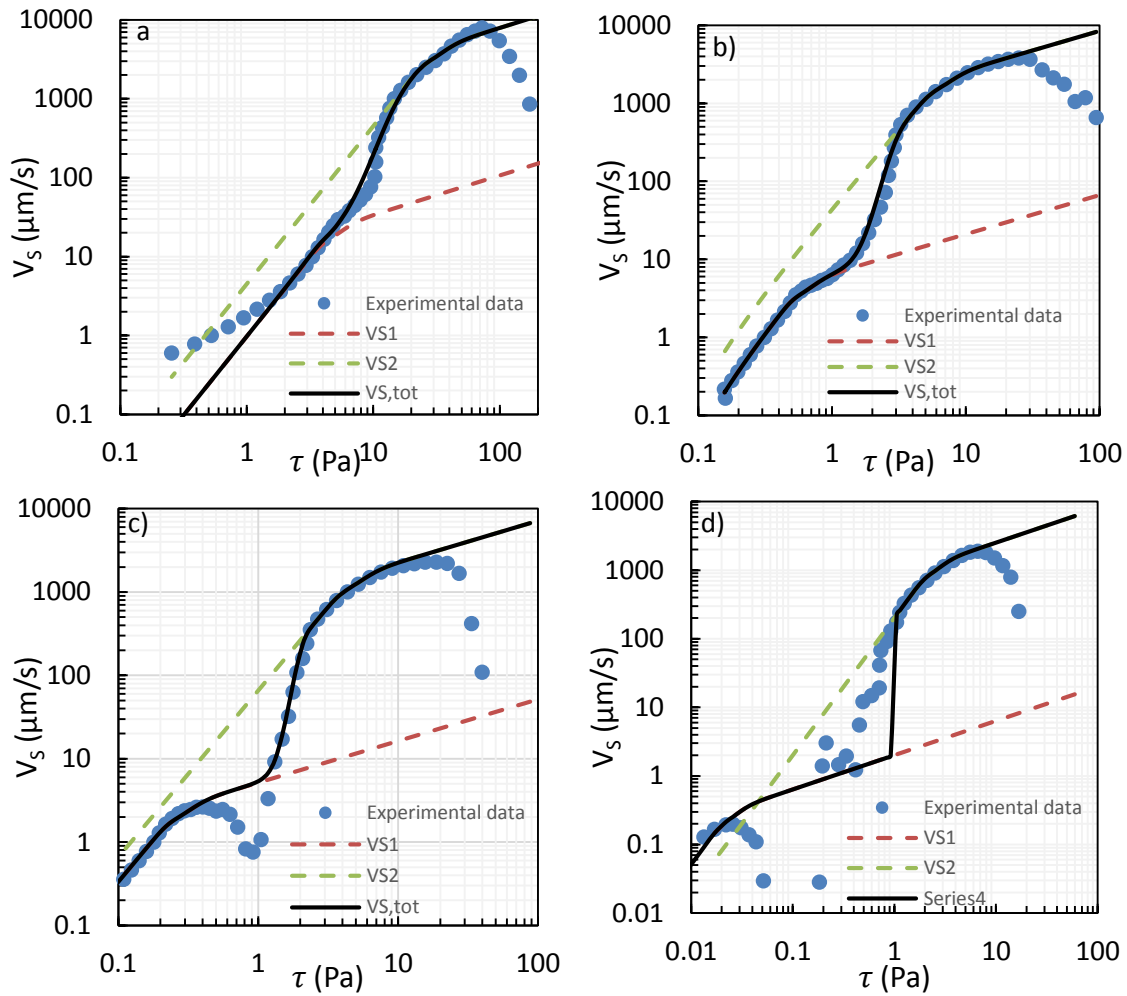 a
10000
1000
100
10
1
0.1
V_S (μm/s)
Experimental data
VS1
VS2
VS,tot
0.1 1 10 100
τ (Pa)
b)
10000
1000
100
10
1
0.1
V_S (μm/s)
Experimental data
VS1
VS2
VS,tot
0.1 1 10 100
τ (Pa)
c)
10000
1000
100
10
1
0.1
V_S (μm/s)
Experimental data
VS1
VS2
VS,tot
0.1 1 10 100
τ (Pa)
d)
10000
1000
100
10
1
0.1
0.01
V_S (μm/s)
Experimental data
VS1
VS2
Series4
0.01 0.1 1 10 100
τ (Pa)